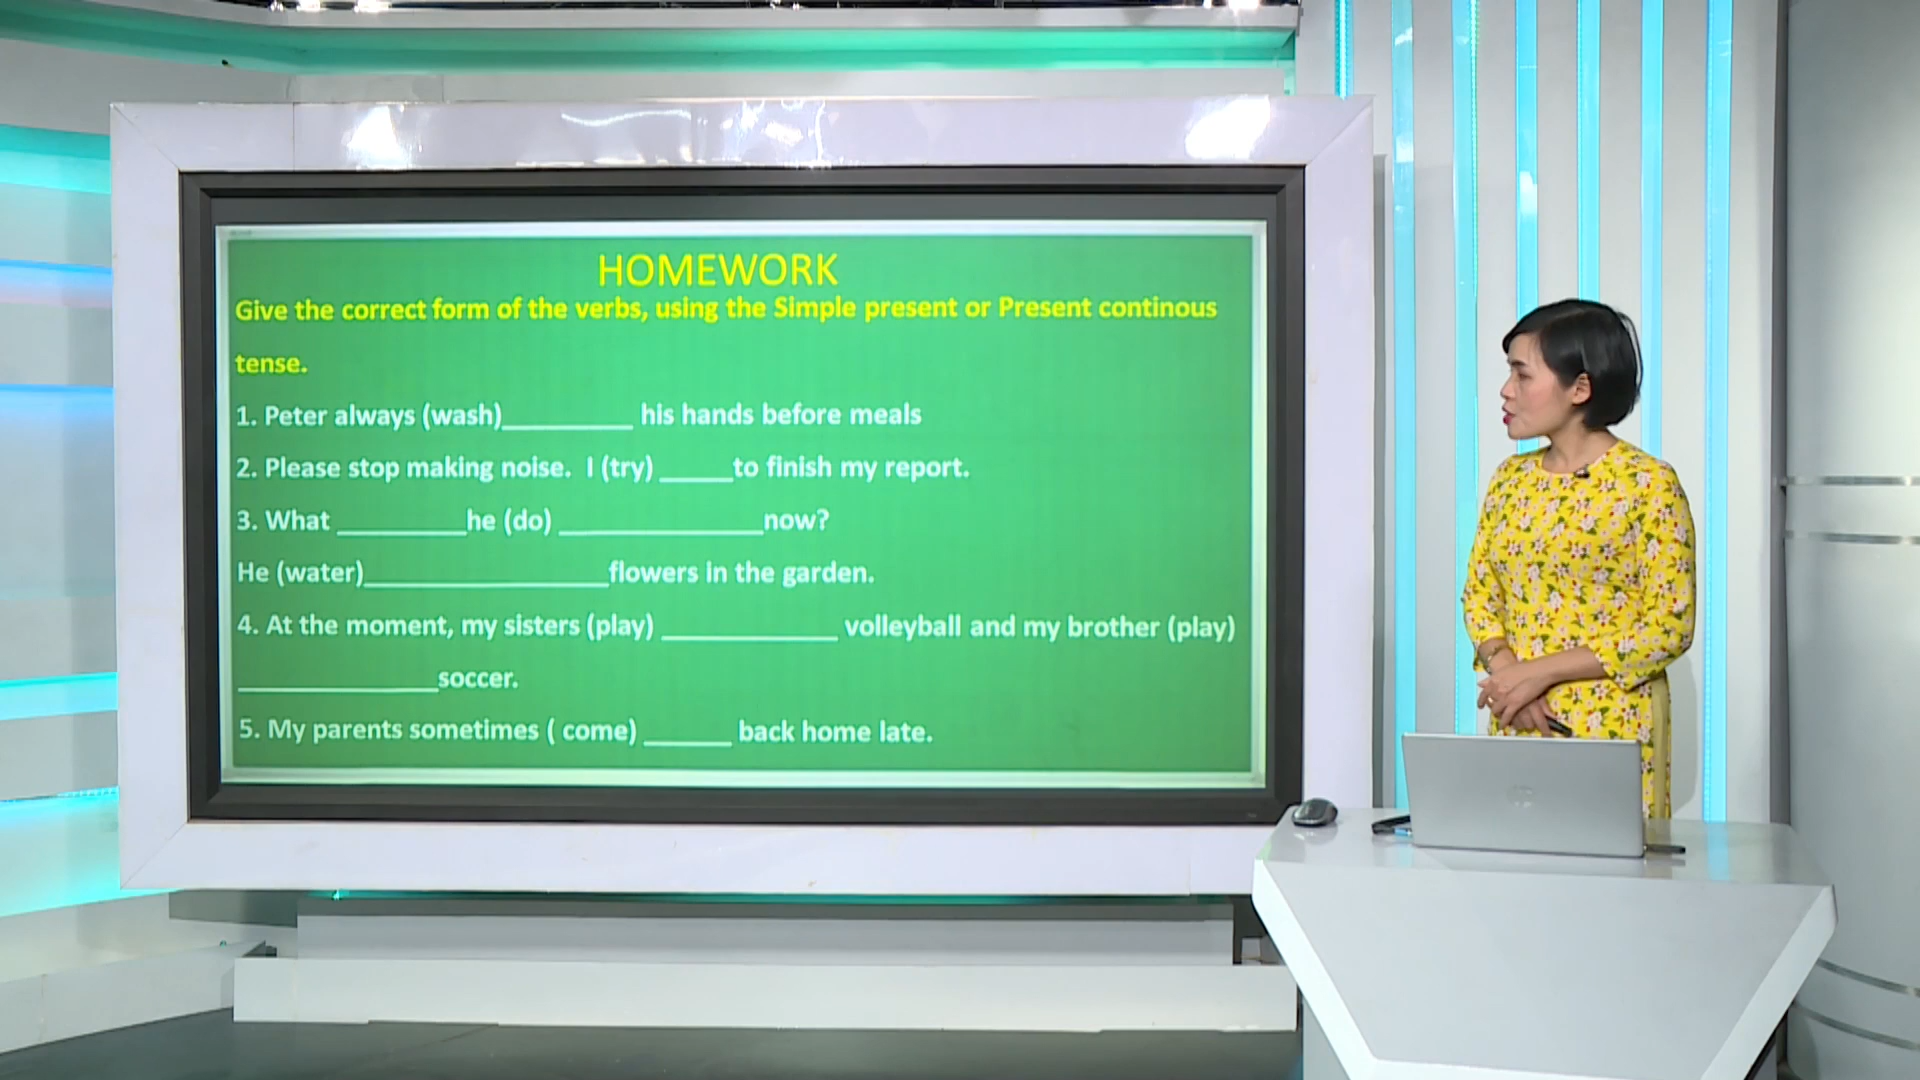 HOMEWORK
Give the correct form of the verbs, using the Simple present or Present continous
tense.
1. Peter always (wash)_________ his hands before meals
2. Please stop making noise.  I (try) _____to finish my report.
3. What _________he (do) ______________now?
He (water)_________________flowers in the garden.
4. At the moment, my sisters (play) ____________ volleyball and my brother (play)
______________soccer.
5. My parents sometimes ( come) ______ back home late.